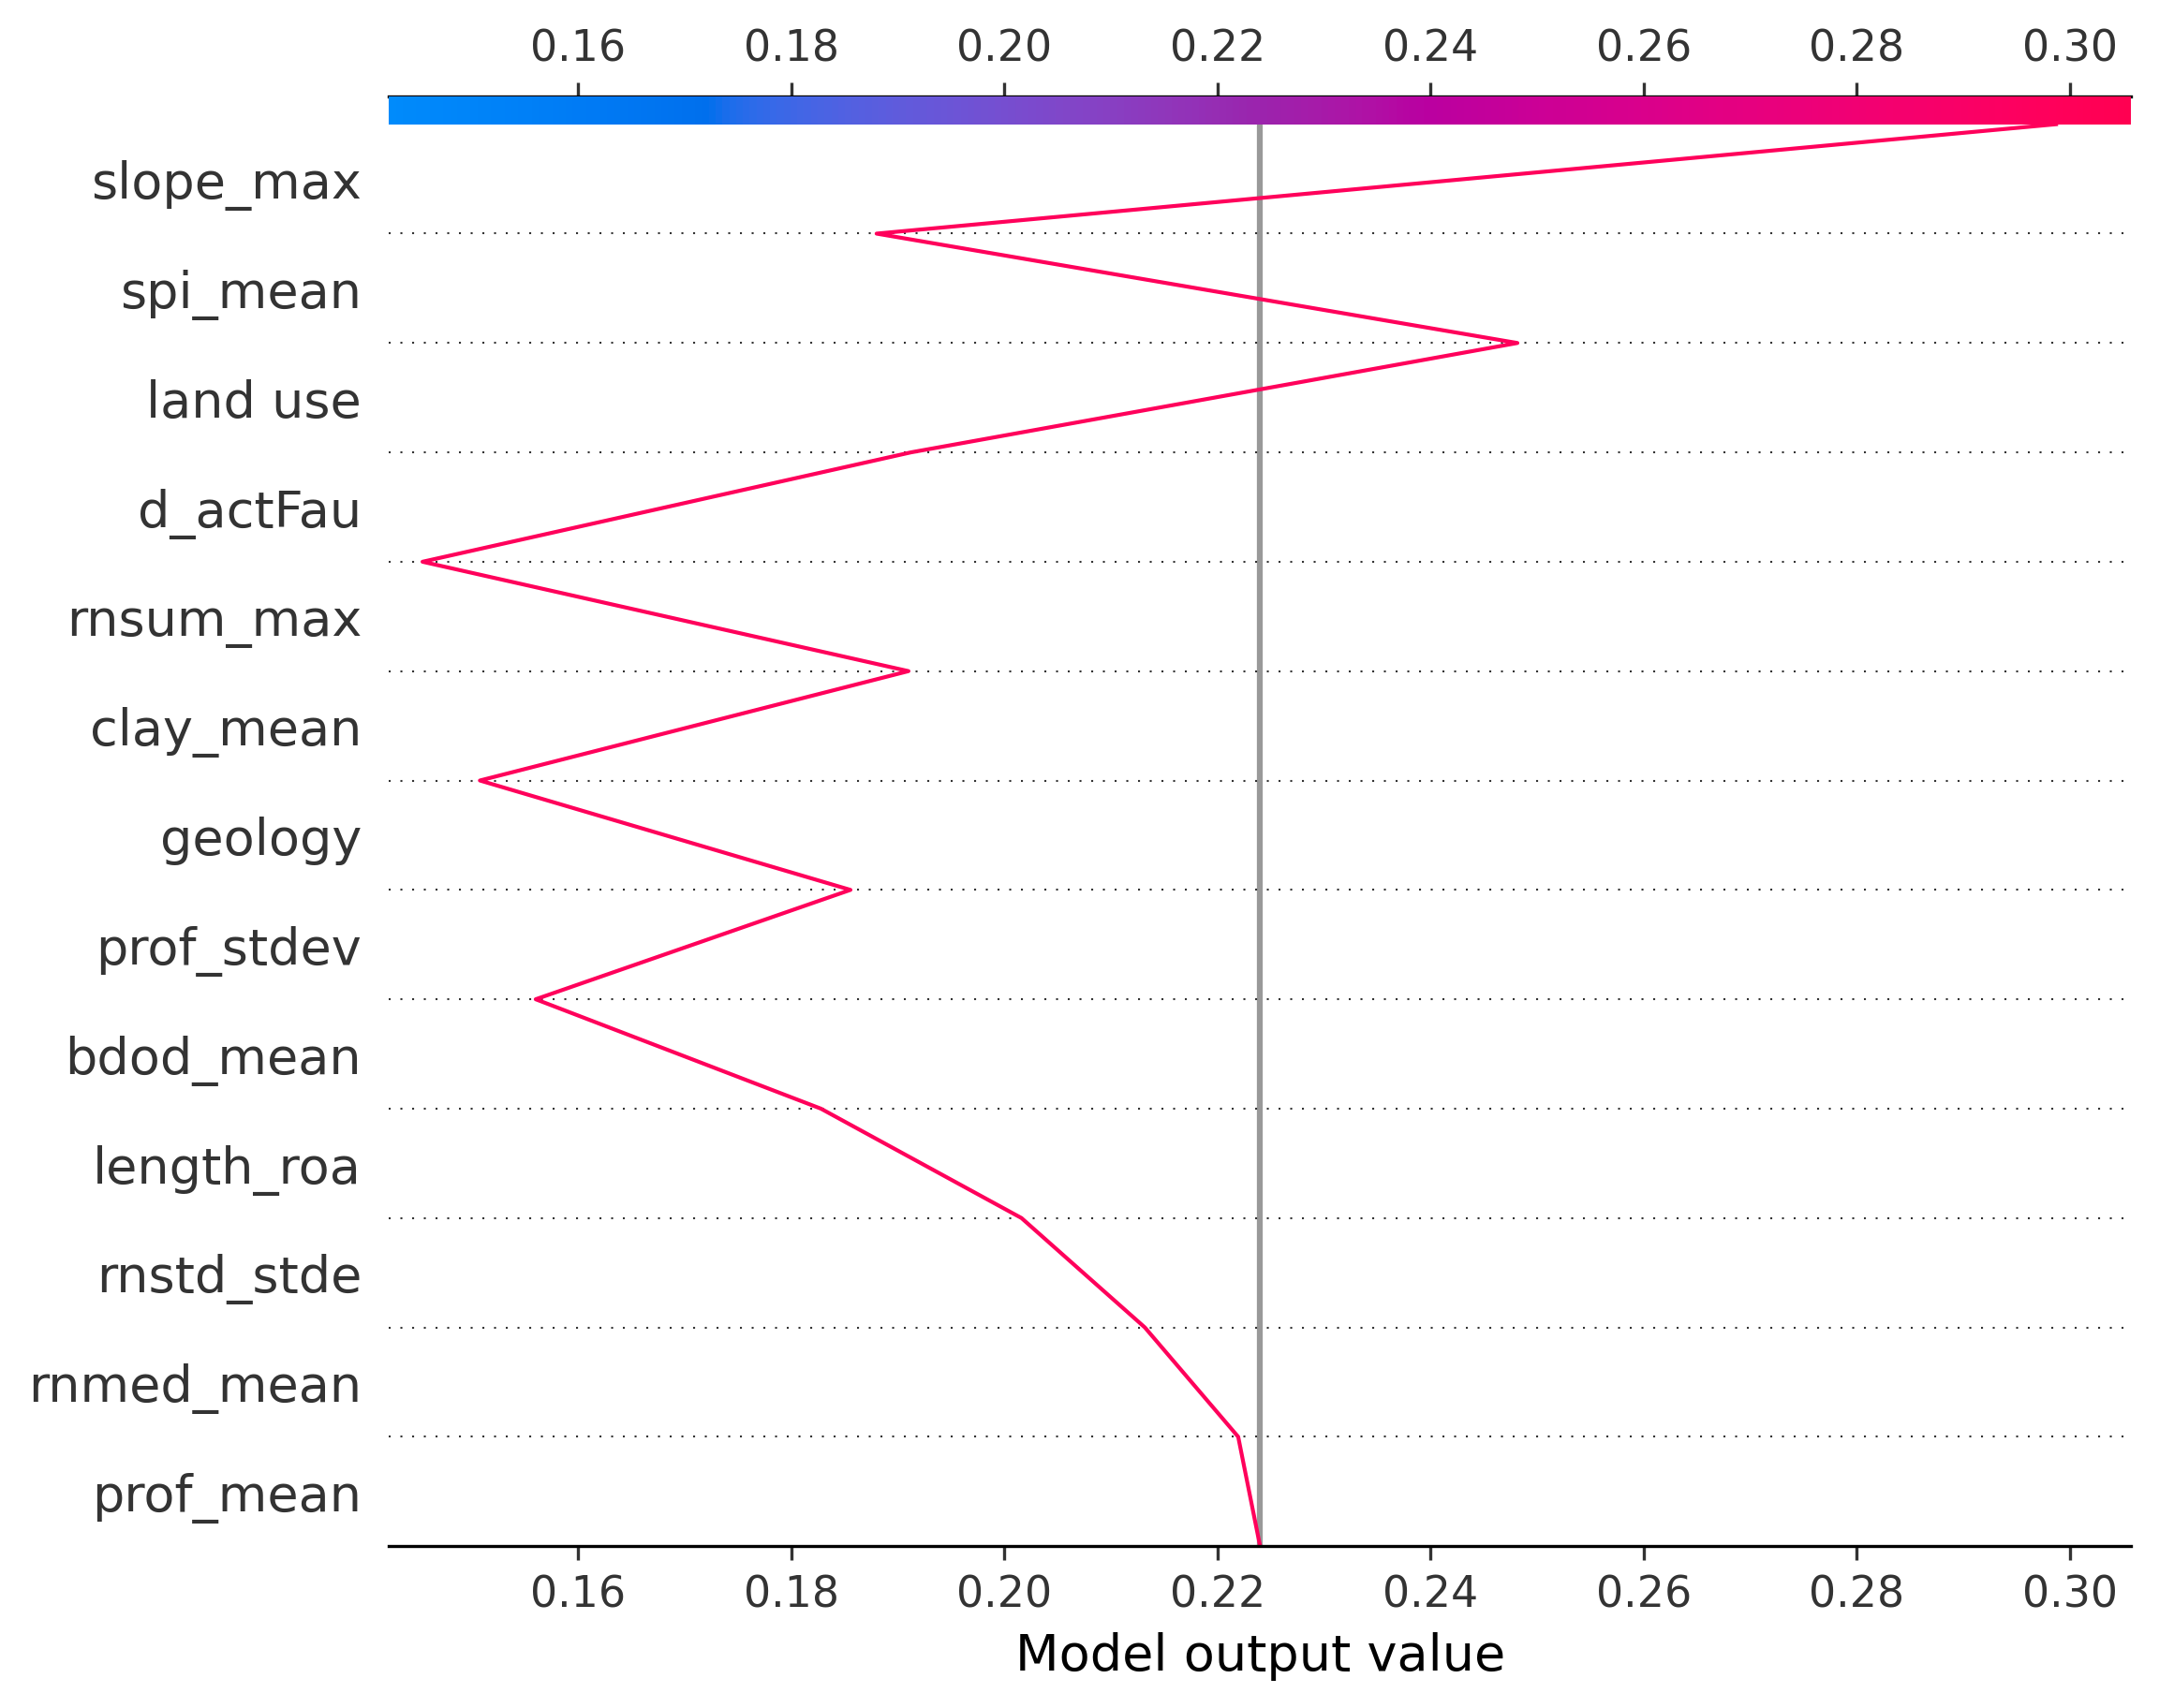 0.16 0.18 0.20 0.22 0.24 0.26 0.28 0.30
slope_max
spi_mean
land use
d_actFau
rnsum_max
clay_mean
geology
prof_stdev
bdod_mean
length_roa
rnstd_stde
rnmed_mean
prof_mean
0.16 0.18 0.20 0.22 0.24 0.26 0.28 0.30
Model output value